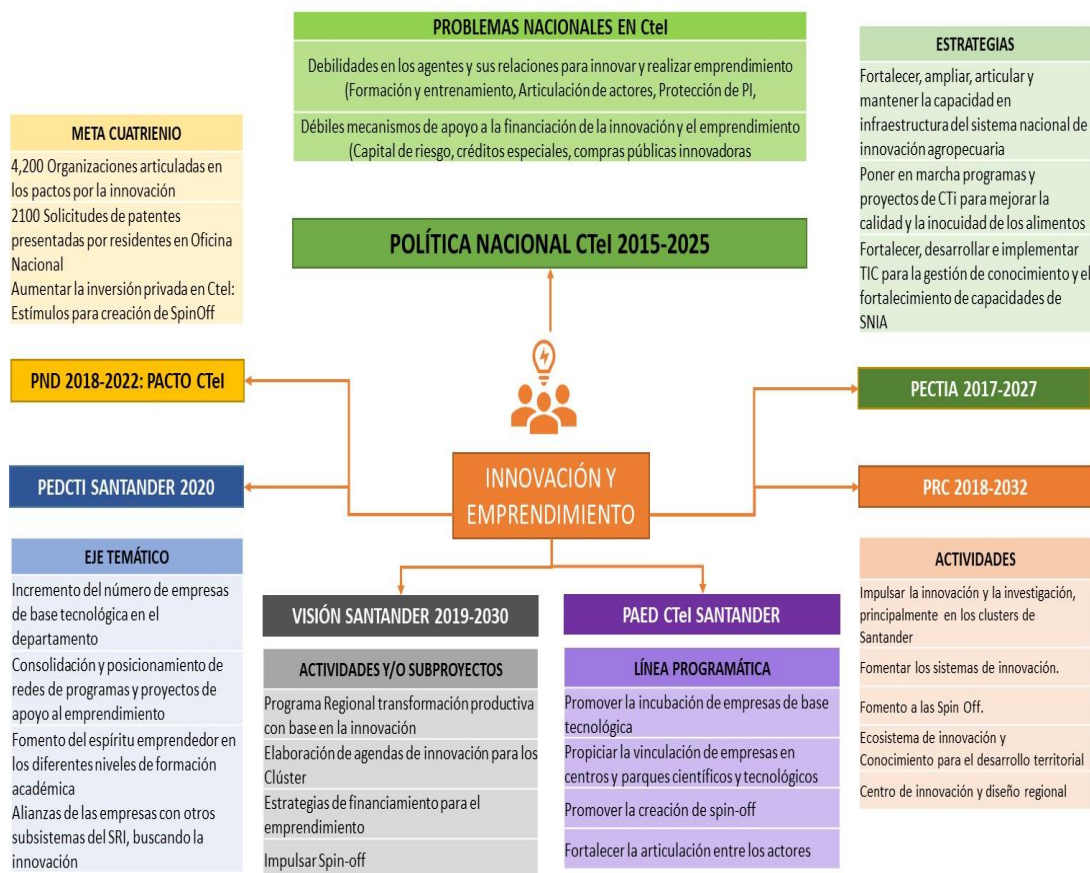 PROBLEMAS NACIONALES EN CteI
Debilidades en los agentes y sus relaciones para innovar y realizar emprendimiento
(Formación y entrenamiento, Articulación de actores, Protección de PI,
Débiles mecanismos de apoyo a la financiación de la innovación y el emprendimiento
(Capital de riesgo, créditos especiales, compras públicas innovadoras
META CUATRIENIO
4,200 Organizaciones articuladas en
los pactos por la innovación
2100 Solicitudes de patentes
presentadas por residentes en Oficina
Nacional
Aumentar la inversión privada en CteI:
Estímulos para creación de SpinOff
ESTRATEGIAS
Fortalecer, ampliar, articular y
mantener la capacidad en
infraestructura del sistema nacional de
innovación agropecuaria
Poner en marcha programas y
proyectos de CTi para mejorar la
calidad y la inocuidad de los alimentos
Fortalecer, desarrollar e implementar
TIC para la gestión de conocimiento y el
fortalecimiento de capacidades de
SNIA
POLÍTICA NACIONAL CTeI 2015-2025
PND 2018-2022: PACTO CTeI
PECTIA 2017-2027
PEDCTI SANTANDER 2020
INNOVACIÓN Y
EMPRENDIMIENTO
PRC 2018-2032
EJE TEMÁTICO
Incremento del número de empresas
de base tecnológica en el
departamento
Consolidación y posicionamiento de
redes de programas y proyectos de
apoyo al emprendimiento
Fomento del espíritu emprendedor en
los diferentes niveles de formación
académica
Alianzas de las empresas con otros
subsistemas del SRI, buscando la
innovación
VISIÓN SANTANDER 2019-2030
ACTIVIDADES Y/O SUBPROYECTOS
Programa Regional transformación productiva
con base en la innovación
Elaboración de agendas de innovación para los
Clúster
Estrategias de financiamiento para el
emprendimiento
Impulsar Spin-off
PAED CTeI SANTANDER
LÍNEA PROGRAMÁTICA
Promover la incubación de empresas de base
tecnológica
Propiciar la vinculación de empresas en
centros y parques científicos y tecnológicos
Promover la creación de spin-off
Fortalecer la articulación entre los actores
ACTIVIDADES
Impulsar la innovación y la investigación,
principalmente en los clusters de
Santander
Fomentar los sistemas de innovación.
Fomento a las Spin Off.
Ecosistema de innovación y
Conocimiento para el desarrollo territorial
Centro de innovación y diseño regional